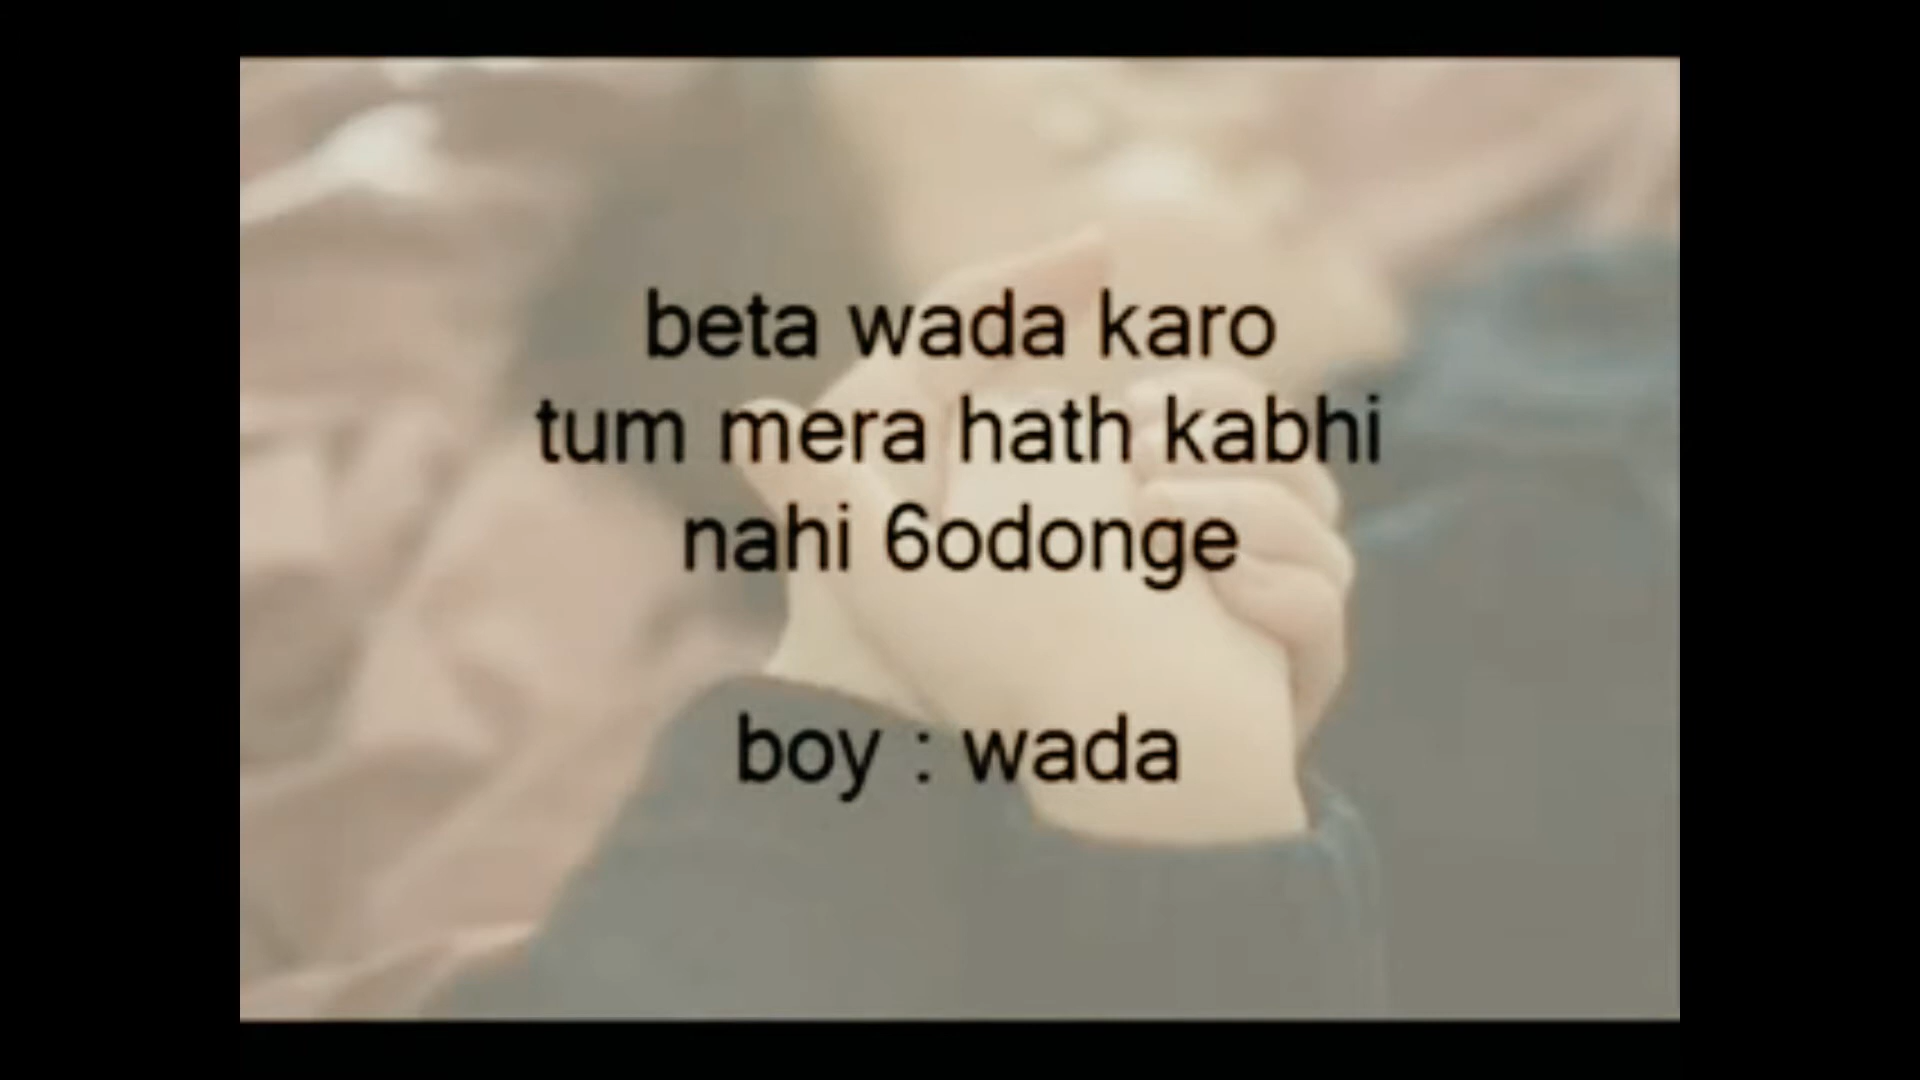 beta wada karo
tum mera hath kabhi
nahi 6odonge
boy : wada